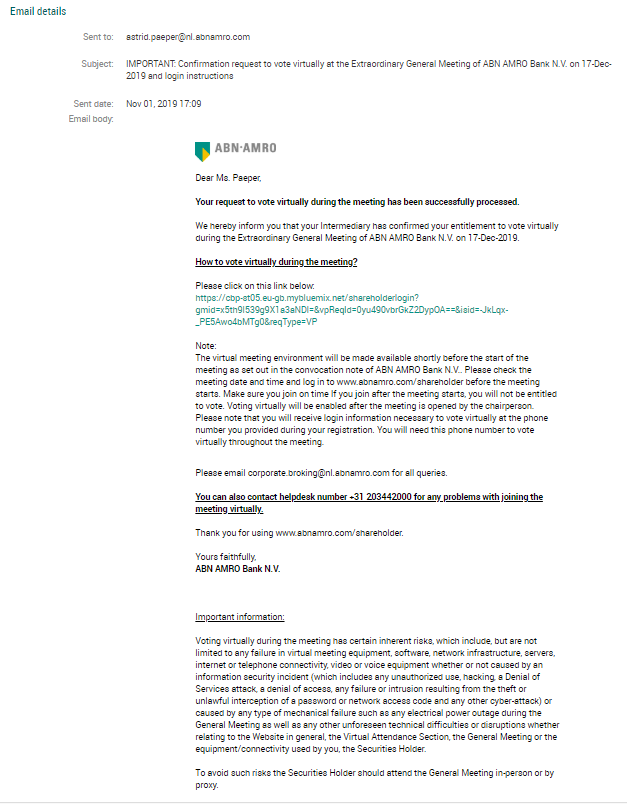 Email details
Sent to: astrid.paeper@nl.abnamro.com
Subject: IMPORTANT: Confirmation request to vote virtually at the Extraordinary General Meeting of ABN AMRO Bank N.V. on 17-Dec-
2019 and login instructions
Sent date: Nov 01, 2019 17:09
Email body:
ABN·AMRO
Dear Ms. Paeper,
Your request to vote virtually during the meeting has been successfully processed.
We hereby inform you that your Intermediary has confirmed your entitlement to vote virtually
during the Extraordinary General Meeting of ABN AMRO Bank N.V. on 17-Dec-2019.
How to vote virtually during the meeting?
Please click on this link below:
https://cbp-st05.eu-gb.mybluemix.net/shareholderlogin?
gmid=x5th9I539g9X1a3aNDI=&vpReqId=0yu490vbrGkZ2DypOA==&isid=-JkLqx-
_PE5Awo4bMTg0&reqType=VP
Note:
The virtual meeting environment will be made available shortly before the start of the
meeting as set out in the convocation note of ABN AMRO Bank N.V.. Please check the
meeting date and time and log in to www.abnamro.com/shareholder before the meeting
starts. Make sure you join on time If you join after the meeting starts, you will not be entitled
to vote. Voting virtually will be enabled after the meeting is opened by the chairperson.
Please note that you will receive login information necessary to vote virtually at the phone
number you provided during your registration. You will need this phone number to vote
virtually throughout the meeting.
Please email corporate.broking@nl.abnamro.com for all queries.
You can also contact helpdesk number +31 203442000 for any problems with joining the
meeting virtually.
Thank you for using www.abnamro.com/shareholder.
Yours faithfully,
ABN AMRO Bank N.V.
Important information:
Voting virtually during the meeting has certain inherent risks, which include, but are not
limited to any failure in virtual meeting equipment, software, network infrastructure, servers,
internet or telephone connectivity, video or voice equipment whether or not caused by an
information security incident (which includes any unauthorized use, hacking, a Denial of
Services attack, a denial of access, any failure or intrusion resulting from the theft or
unlawful interception of a password or network access code and any other cyber-attack) or
caused by any type of mechanical failure such as any electrical power outage during the
General Meeting as well as any other unforeseen technical difficulties or disruptions whether
relating to the Website in general, the Virtual Attendance Section, the General Meeting or the
equipment/connectivity used by you, the Securities Holder.
To avoid such risks the Securities Holder should attend the General Meeting in-person or by
proxy.